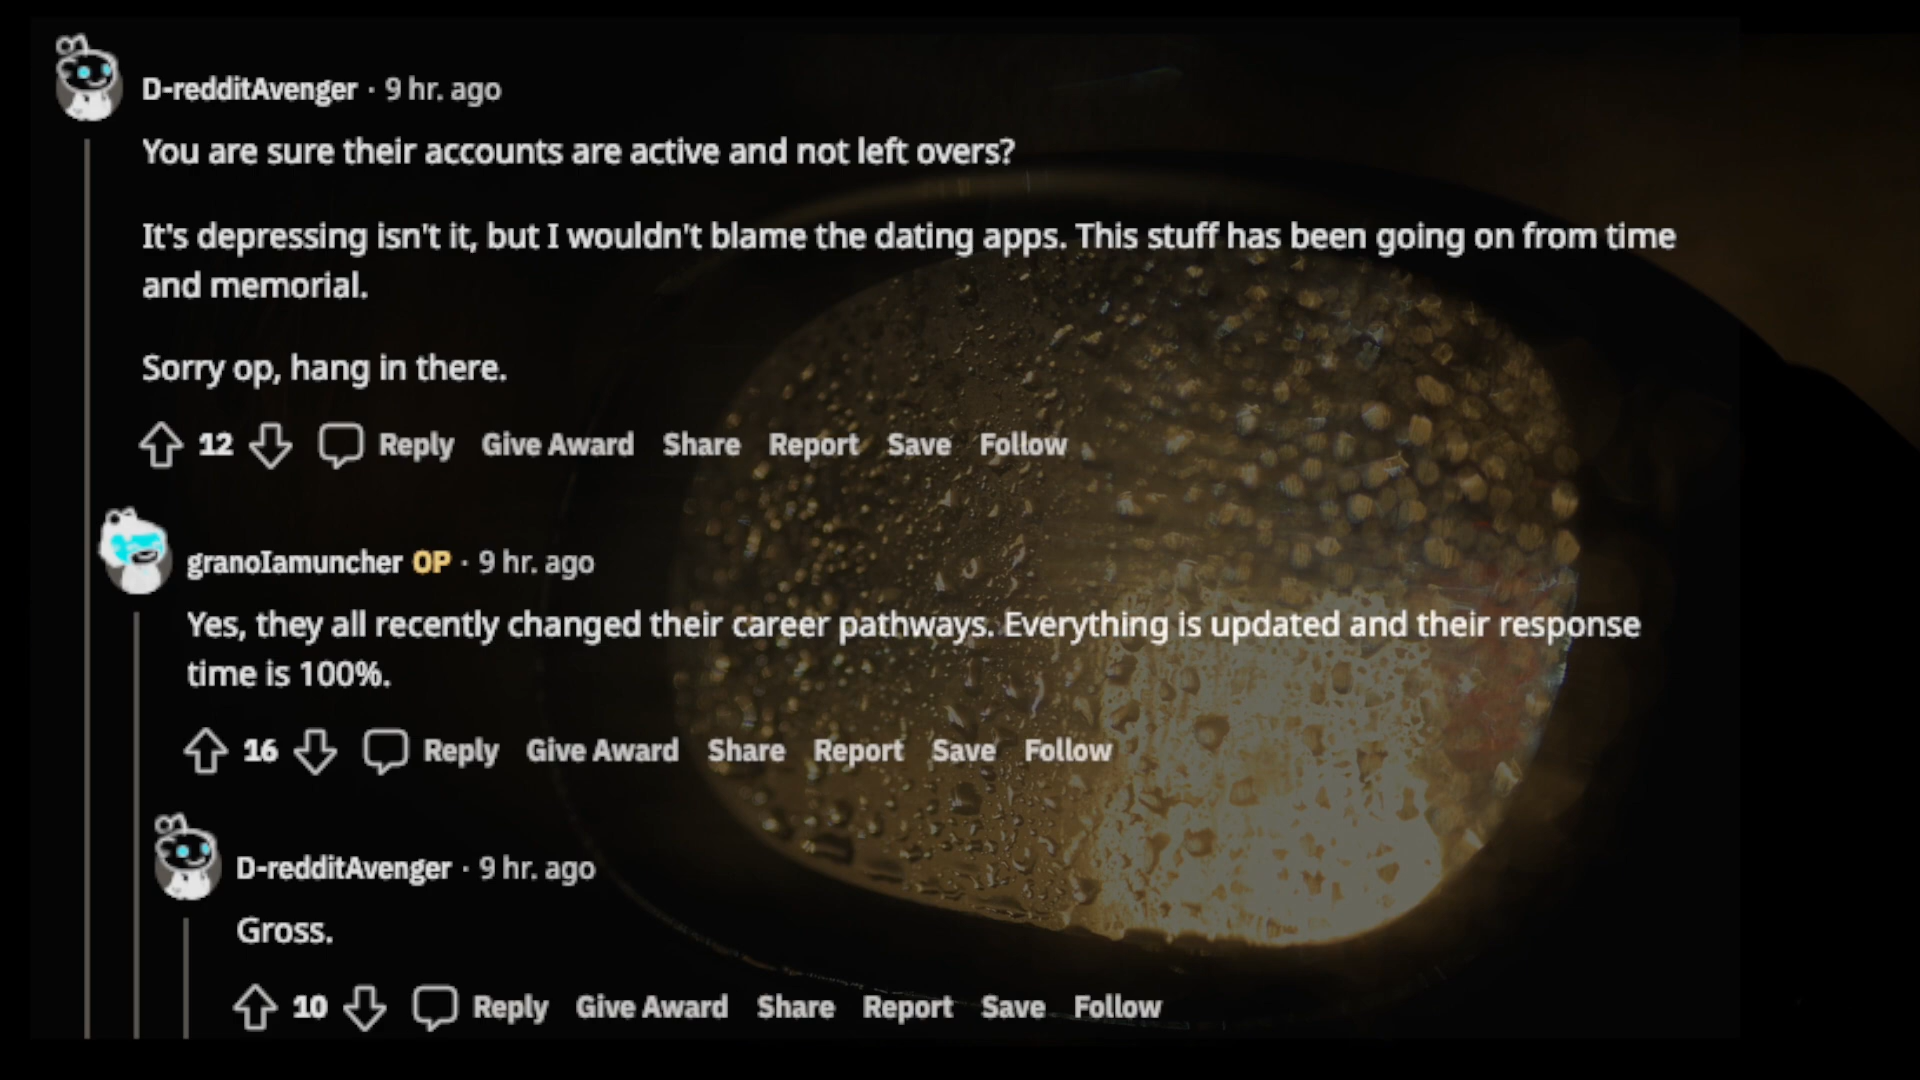 D-redditAvenger · 9 hr. ago
You are sure their accounts are active and not left overs?
It's depressing isn't it, but I wouldn't blame the dating apps. This stuff has been going on from time
and memorial.
Sorry op, hang in there.
12 Reply Give Award Share Report Save Follow
granoIamuncher OP · 9 hr. ago
Yes, they all recently changed their career pathways. Everything is updated and their response
time is 100%.
16 Reply Give Award Share Report Save Follow
D-redditAvenger · 9 hr. ago
Gross.
10 Reply Give Award Share Report Save Follow